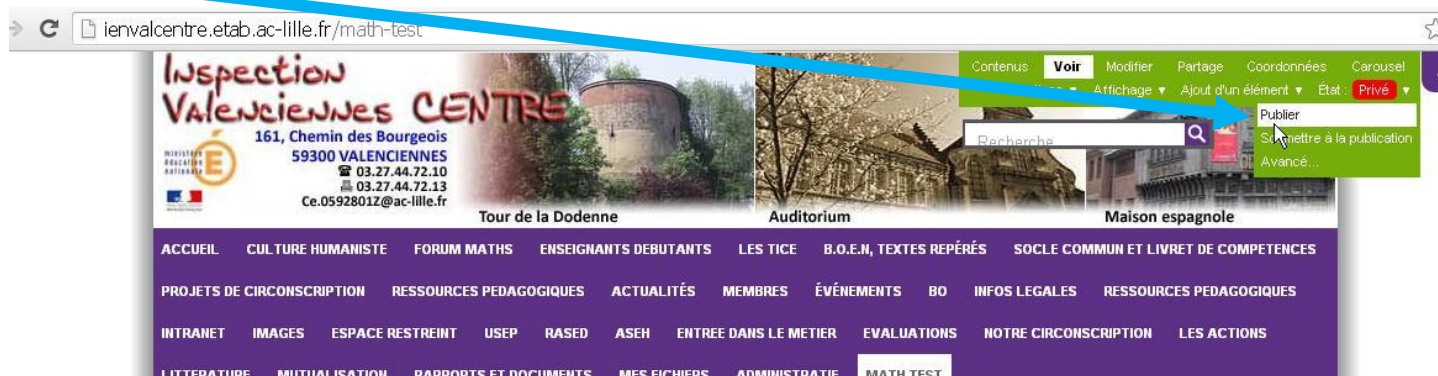 ienvalcentre.etab.ac-lille.fr/math-test
Inspection
Valenciennes CENTRE
161, Chemin des Bourgeois
59300 VALENCIENNES
☎ 03.27.44.72.10
03.27.44.72.13
Ce.0592801Z@ac-lille.fr
ministère
éducation
nationale
Tour de la Dodenne
Auditorium
Maison espagnole
Contenus Voir Modifier Partage Coordonnées Carousel
Affichage ▼ Ajout d'un élément ▼ État : Privé ▼
Publier
Soumettre à la publication
Avancé...
Recherche
ACCUEIL CULTURE HUMANISTE FORUM MATHS ENSEIGNANTS DEBUTANTS LES TICE B.O.E.N, TEXTES REPÉRÉS SOCLE COMMUN ET LIVRET DE COMPETENCES
PROJETS DE CIRCONSCRIPTION RESSOURCES PEDAGOGIQUES ACTUALITÉS MEMBRES ÉVÉNEMENTS BO INFOS LEGALES RESSOURCES PEDAGOGIQUES
INTRANET IMAGES ESPACE RESTREINT USEP RASED ASEH ENTREE DANS LE METIER EVALUATIONS NOTRE CIRCONSCRIPTION LES ACTIONS
LITTERATURE MUTUALISATION RAPPORTS ET DOCUMENTS MES FICHIERS ADMINISTRATIF MATH TEST